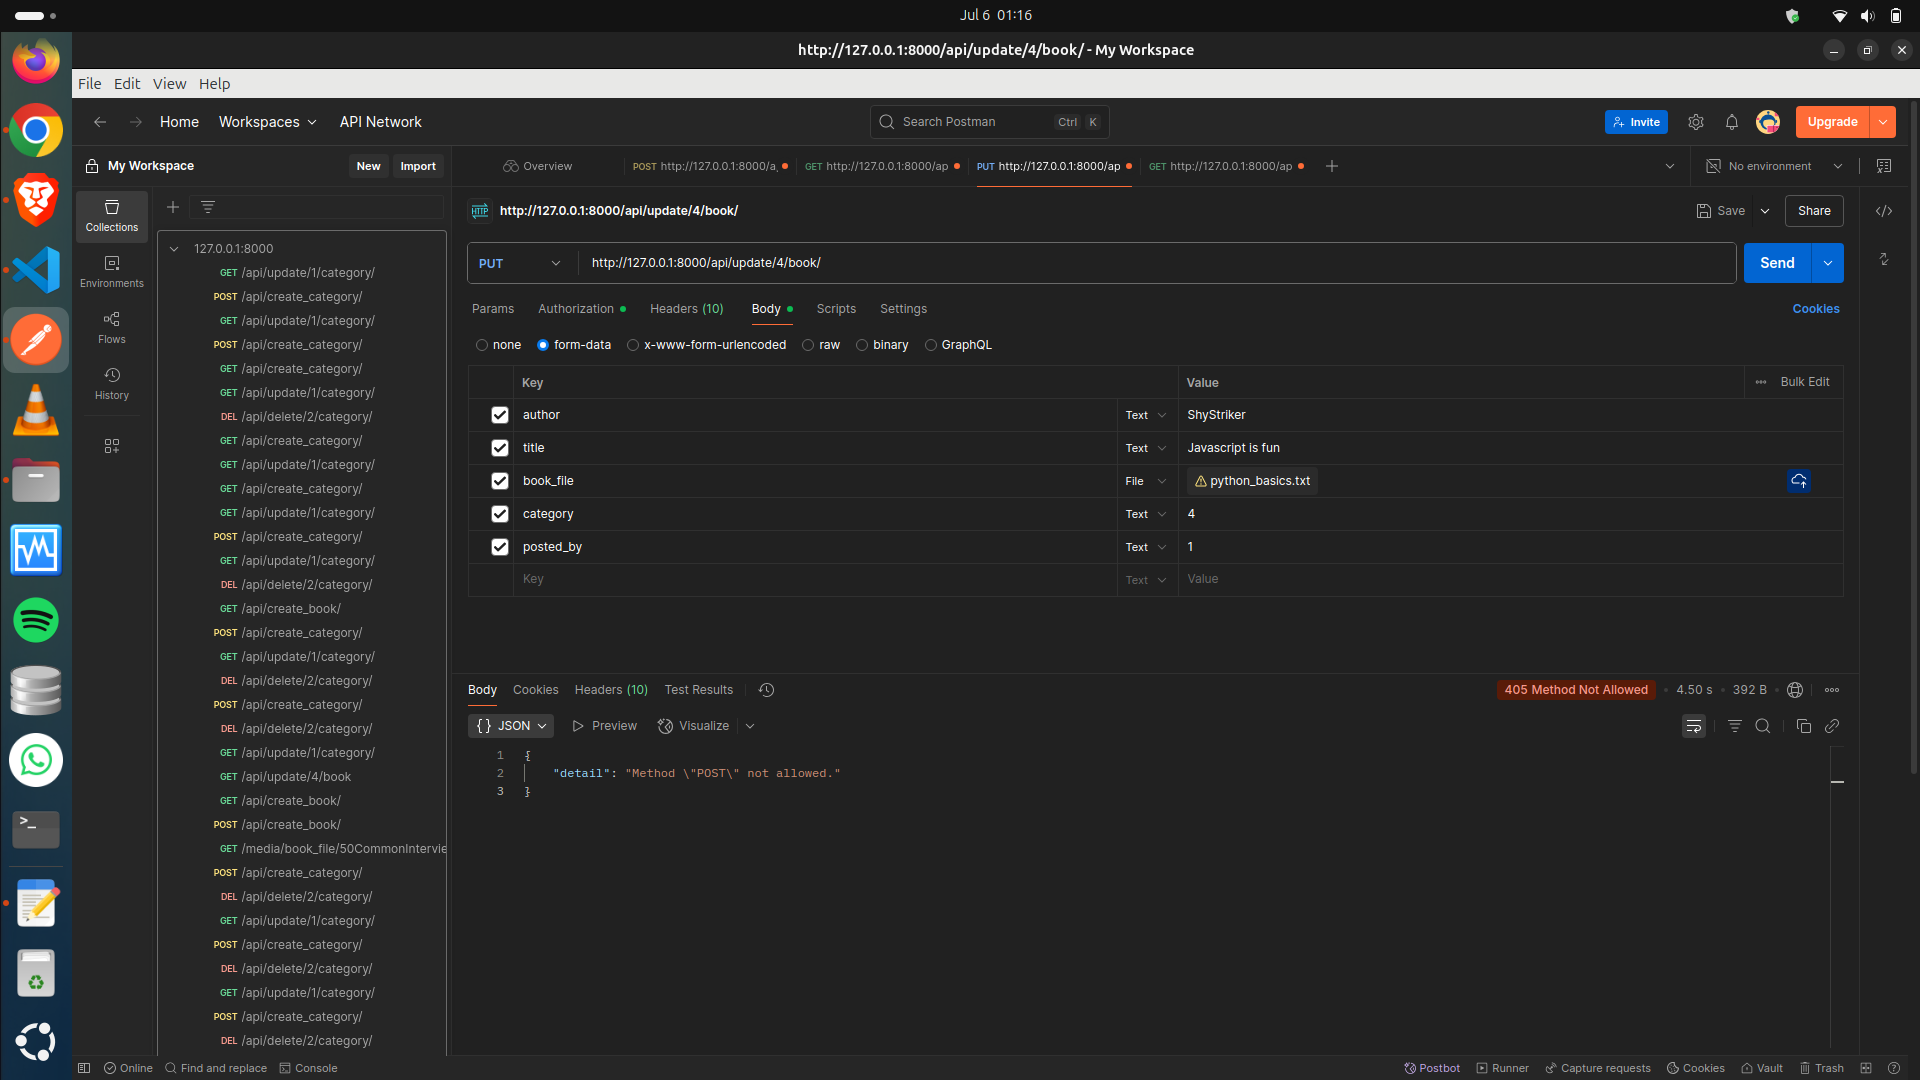 Jul 6 01:16
http://127.0.0.1:8000/api/update/4/book/ - My Workspace
File Edit View Help
Home Workspaces API Network
Search Postman Ctrl K
Invite
Upgrade
My Workspace New Import
Overview POST http://127.0.0.1:8000/a, GET http://127.0.0.1:8000/ap PUT http://127.0.0.1:8000/ap GET http://127.0.0.1:8000/ap No environment
Collections
Environments
Flows
History
127.0.0.1:8000
GET /api/update/1/category/
POST /api/create_category/
GET /api/update/1/category/
POST /api/create_category/
GET /api/create_category/
GET /api/update/1/category/
DEL /api/delete/2/category/
GET /api/create_category/
GET /api/update/1/category/
GET /api/create_category/
GET /api/update/1/category/
POST /api/create_category/
GET /api/update/1/category/
DEL /api/delete/2/category/
GET /api/create_book/
POST /api/create_category/
GET /api/update/1/category/
DEL /api/delete/2/category/
POST /api/create_category/
DEL /api/delete/2/category/
GET /api/update/1/category/
GET /api/update/4/book
GET /api/create_book/
POST /api/create_book/
GET /media/book_file/50CommonIntervie
POST /api/create_category/
DEL /api/delete/2/category/
GET /api/update/1/category/
POST /api/create_category/
DEL /api/delete/2/category/
GET /api/update/1/category/
POST /api/create_category/
DEL /api/delete/2/category/
HTTP http://127.0.0.1:8000/api/update/4/book/ Save Share
PUT http://127.0.0.1:8000/api/update/4/book/ Send
Params Authorization Headers (10) Body Scripts Settings Cookies
none form-data x-www-form-urlencoded raw binary GraphQL
Key Value Bulk Edit
author Text ShyStriker
title Text Javascript is fun
book_file File python_basics.txt
category Text 4
posted_by Text 1
Key Text Value
Body Cookies Headers (10) Test Results 405 Method Not Allowed 4.50 s 392 B
{} JSON Preview Visualize
1 {
2 "detail": "Method \"POST\" not allowed."
3 }
Online Find and replace Console Postbot Runner Capture requests Cookies Vault Trash